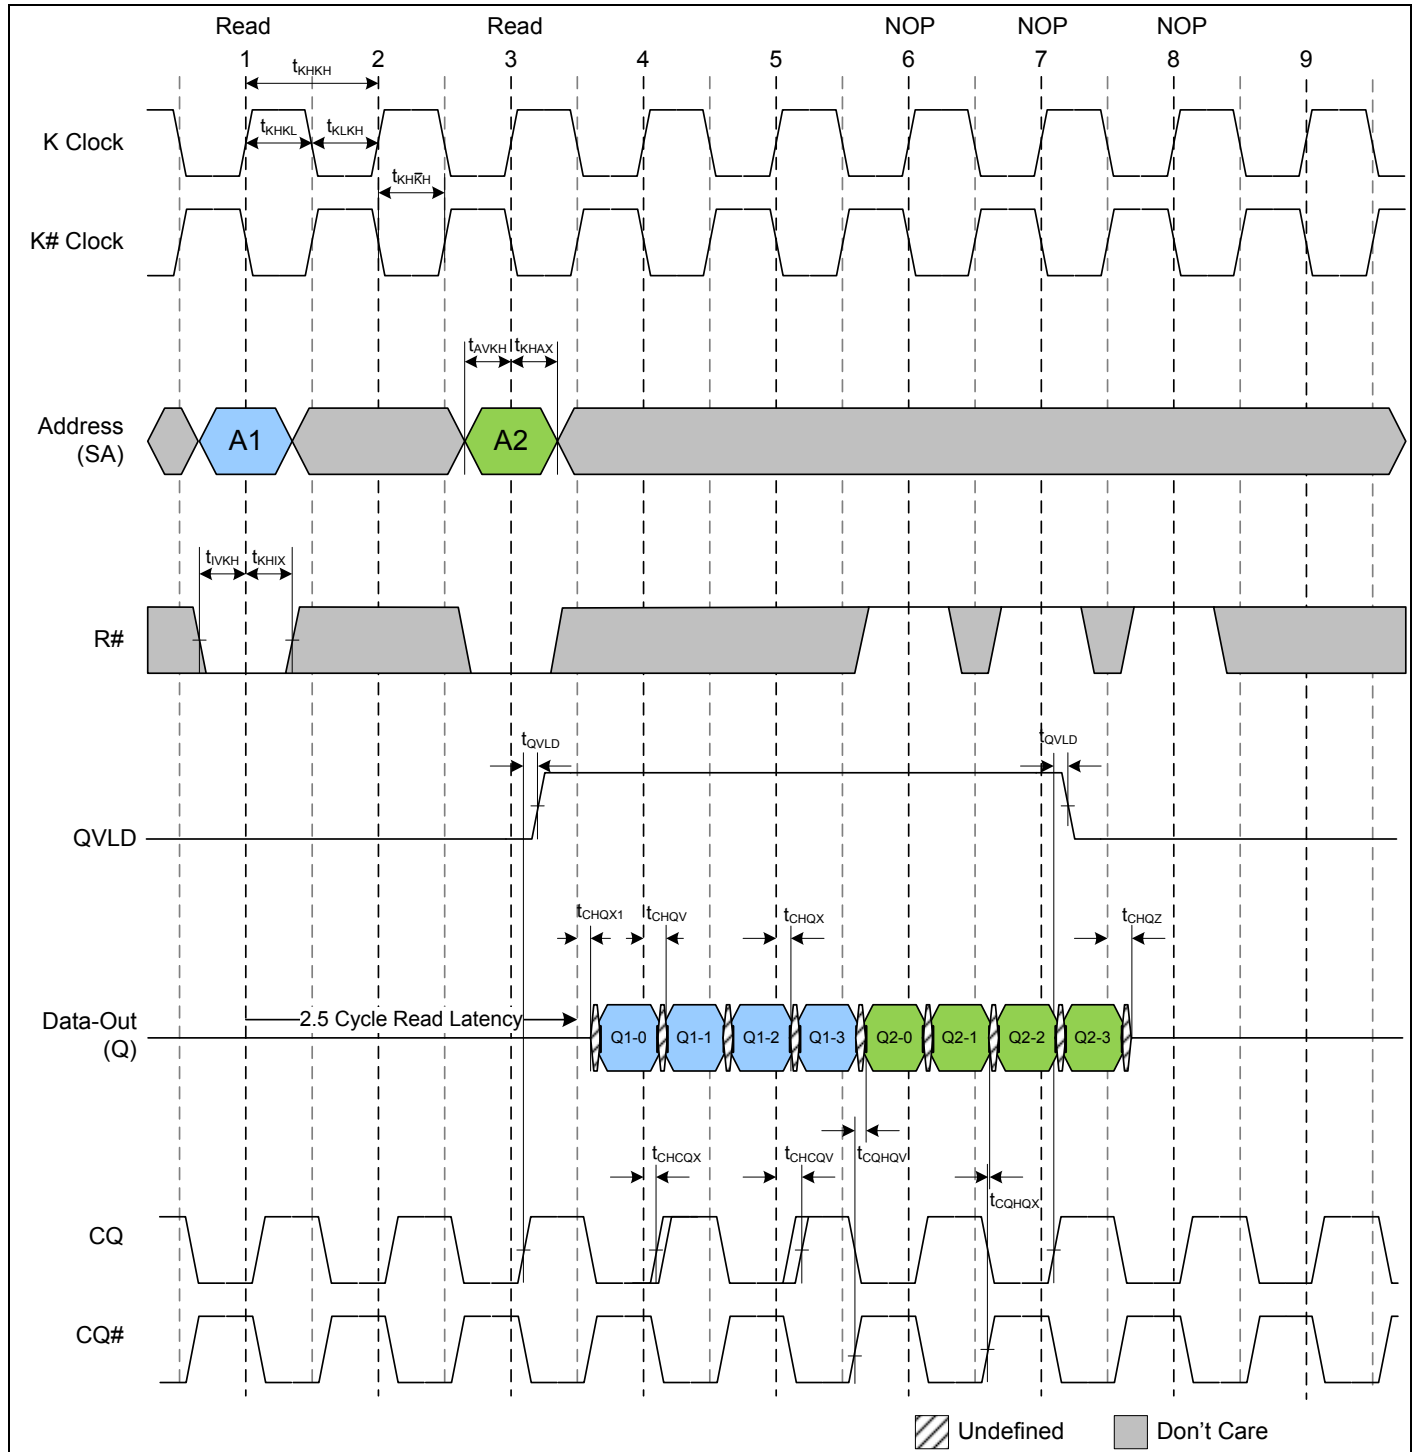 Read Read NOP NOP NOP
1 2 3 4 5 6 7 8 9
tKHKH
K Clock tKHKL tKLKH
tKHK̅H
K# Clock
tAVKH tKHAX
Address (SA) A1 A2
tIVKH tKHIX
R#
tQVLD tQVLD
QVLD
tCHQX1 tCHQV tCHQX tCHQZ
Data-Out (Q) 2.5 Cycle Read Latency Q1-0 Q1-1 Q1-2 Q1-3 Q2-0 Q2-1 Q2-2 Q2-3
tCHCQX tCHCQV tCQHQV
tCQHQX
CQ
CQ#
Undefined Don't Care